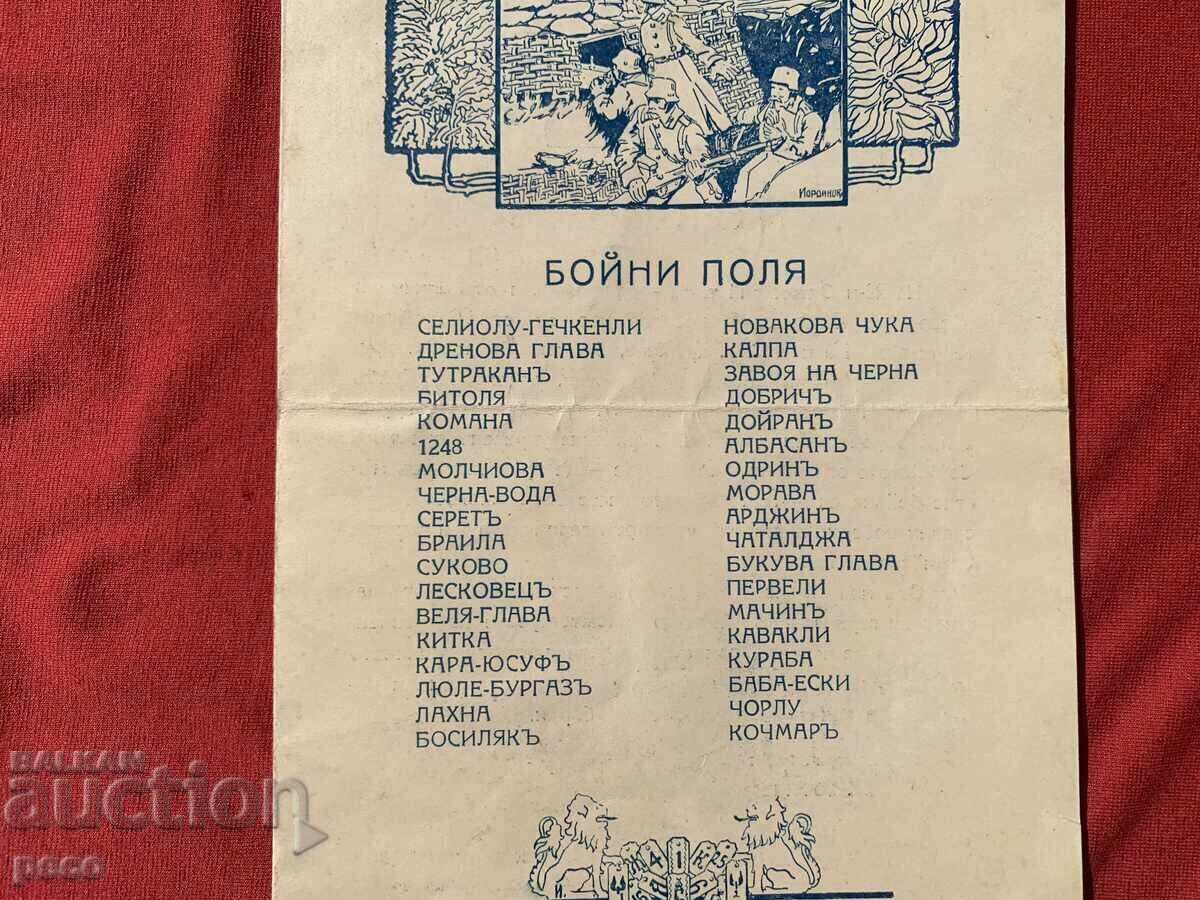 Йорданов
БОЙНИ ПОЛЯ
СЕЛИОЛУ-ГЕЧКЕНЛИ
ДРЕНОВА ГЛАВА
ТУТРАКАНЪ
БИТОЛЯ
КОМАНА
1248
МОЛЧИОВА
ЧЕРНА-ВОДА
СЕРЕТЪ
БРАИЛА
СУКОВО
ЛЕСКОВЕЦЪ
ВЕЛЯ-ГЛАВА
КИТКА
КАРА-ЮСУФЪ
ЛЮЛЕ-БУРГАЗЪ
ЛАХНА
БОСИЛЯКЪ
НОВАКОВА ЧУКА
КАЛПА
ЗАВОЯ НА ЧЕРНА
ДОБРИЧЪ
ДОЙРАНЪ
АЛБАСАНЪ
ОДРИНЪ
МОРАВА
АРДЖИНЪ
ЧАТАЛДЖА
БУКУВА ГЛАВА
ПЕРВЕЛИ
МАЧИНЪ
КАВАКЛИ
КУРАБА
БАБА-ЕСКИ
ЧОРЛУ
КОЧМАРЪ
BALKAN
auction
peco